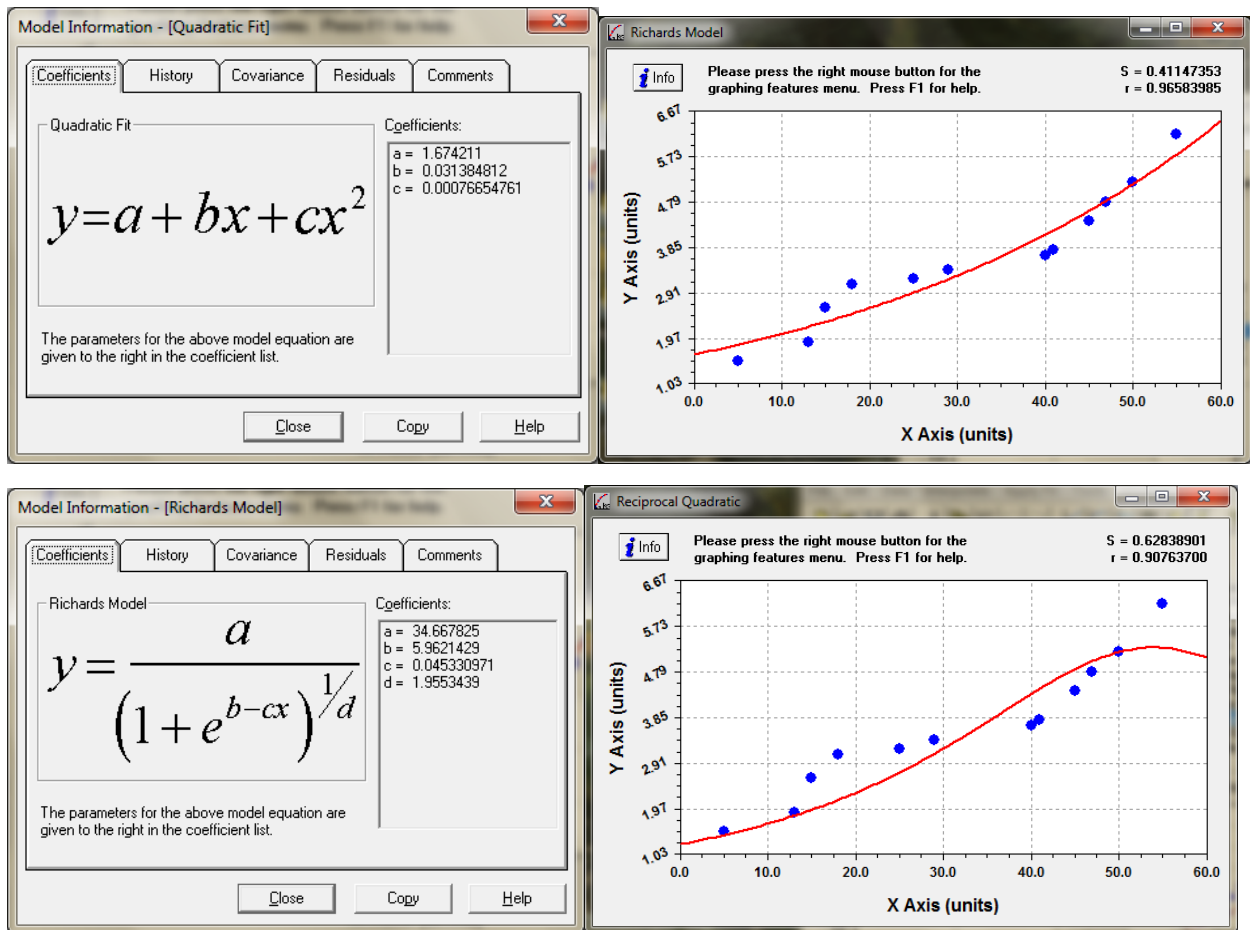 Model Information - [Quadratic Fit]
Coefficients History Covariance Residuals Comments
Quadratic Fit
y=a+bx+cx²
Coefficients:
a = 1.674211
b = 0.031384812
c = 0.00076654761
The parameters for the above model equation are
given to the right in the coefficient list.
Close Copy Help
Richards Model
Info
Please press the right mouse button for the
graphing features menu. Press F1 for help.
S = 0.41147353
r = 0.96583985
Y Axis (units)
6.67
5.73
4.79
3.85
2.91
1.97
1.03
0.0 10.0 20.0 30.0 40.0 50.0 60.0
X Axis (units)
Model Information - [Richards Model]
Coefficients History Covariance Residuals Comments
Richards Model
y = a / (1 + e^(b-cx))^(1/d)
Coefficients:
a = 34.667825
b = 5.9621429
c = 0.045330971
d = 1.9553439
The parameters for the above model equation are
given to the right in the coefficient list.
Close Copy Help
Reciprocal Quadratic
Info
Please press the right mouse button for the
graphing features menu. Press F1 for help.
S = 0.62838901
r = 0.90763700
Y Axis (units)
6.67
5.73
4.79
3.85
2.91
1.97
1.03
0.0 10.0 20.0 30.0 40.0 50.0 60.0
X Axis (units)